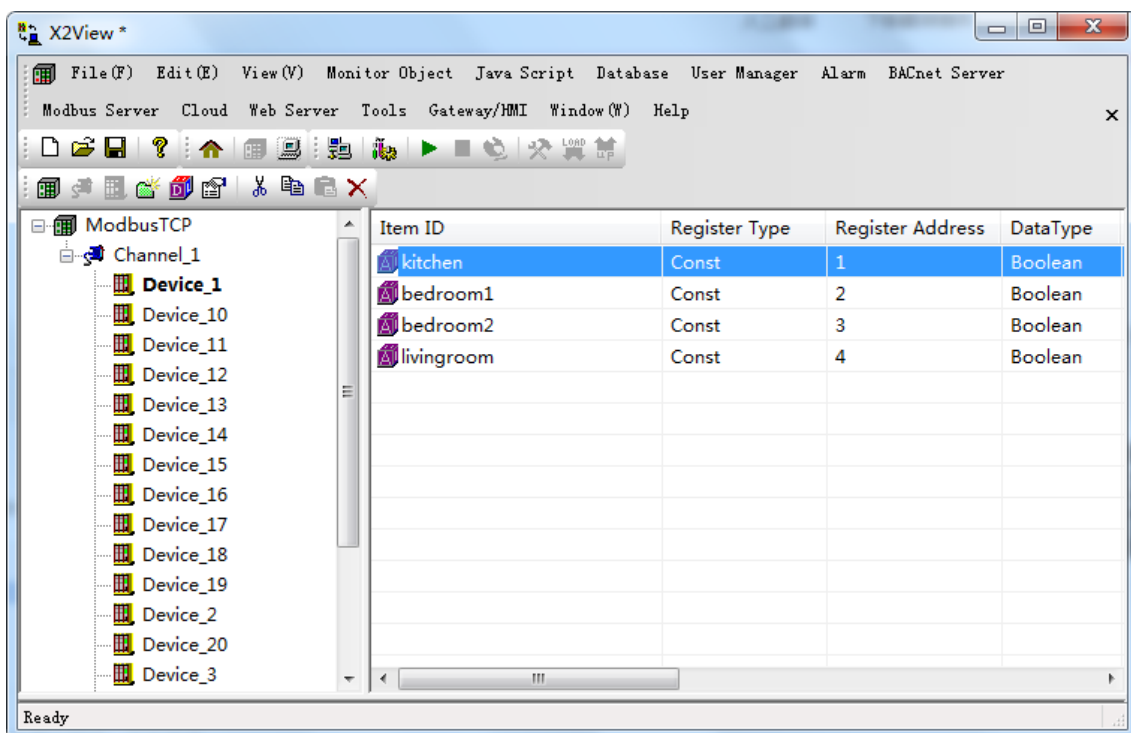 X2View *
File(F) Edit(E) View(V) Monitor Object Java Script Database User Manager Alarm BACnet Server
Modbus Server Cloud Web Server Tools Gateway/HMI Window(W) Help
LOAD
UP
ModbusTCP
Channel_1
Device_1
Device_10
Device_11
Device_12
Device_13
Device_14
Device_15
Device_16
Device_17
Device_18
Device_19
Device_2
Device_20
Device_3
Item ID Register Type Register Address DataType
kitchen Const 1 Boolean
bedroom1 Const 2 Boolean
bedroom2 Const 3 Boolean
livingroom Const 4 Boolean
Ready